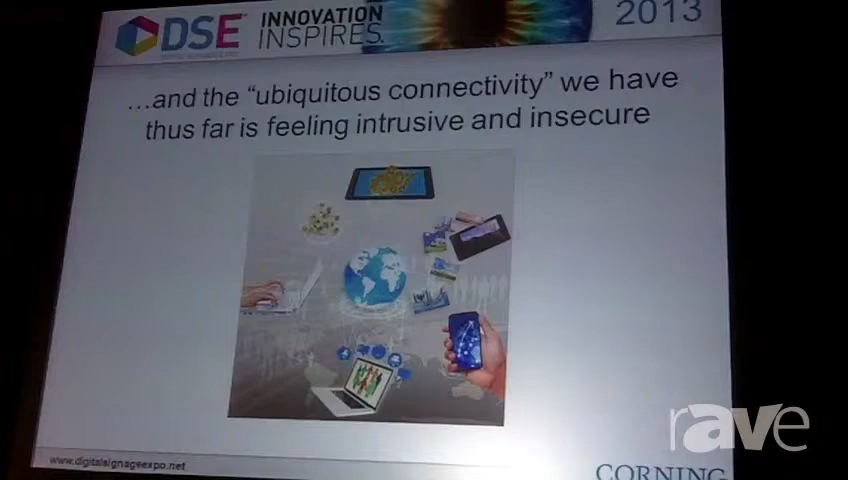 DSE
INNOVATION
INSPIRES.
2013
…and the “ubiquitous connectivity” we have
thus far is feeling intrusive and insecure
rave
www.digitalsignageexpo.net
CORNING